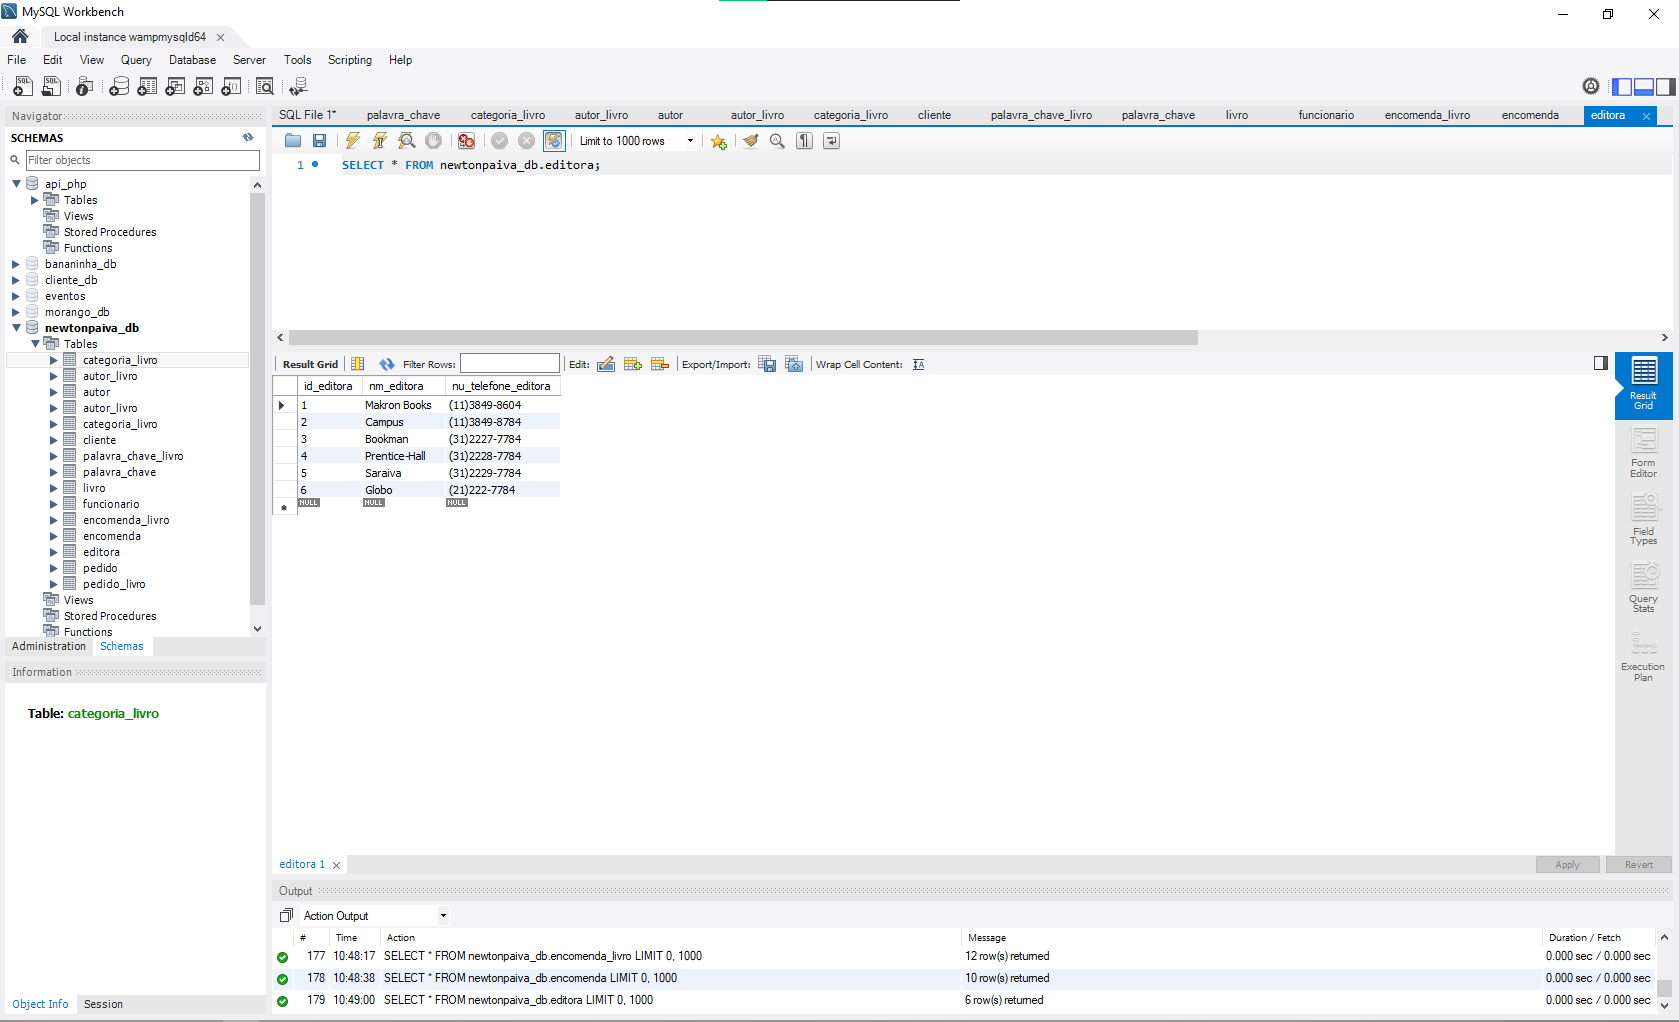 MySQL Workbench
Local instance wampmysqld64
File Edit View Query Database Server Tools Scripting Help
Navigator
SCHEMAS
Filter objects
api_php
Tables
Views
Stored Procedures
Functions
bananinha_db
cliente_db
eventos
morango_db
newtonpaiva_db
Tables
categoria_livro
autor_livro
autor
autor_livro
categoria_livro
cliente
palavra_chave_livro
palavra_chave
livro
funcionario
encomenda_livro
encomenda
editora
pedido
pedido_livro
Views
Stored Procedures
Functions
Administration Schemas
Information
Table: categoria_livro
Object Info Session
SQL File 1* palavra_chave categoria_livro autor_livro autor autor_livro categoria_livro cliente palavra_chave_livro palavra_chave livro funcionario encomenda_livro encomenda editora
Limit to 1000 rows
1 SELECT * FROM newtonpaiva_db.editora;
Result Grid Filter Rows: Edit: Export/Import: Wrap Cell Content:
id_editora nm_editora nu_telefone_editora
1 Makron Books (11)3849-8604
2 Campus (11)3849-8784
3 Bookman (31)2227-7784
4 Prentice-Hall (31)2228-7784
5 Saraiva (31)2229-7784
6 Globo (21)222-7784
NULL NULL NULL
Result
Grid
Form
Editor
Field
Types
Query
Stats
Execution
Plan
editora 1
Apply Revert
Output
Action Output
# Time Action Message Duration / Fetch
177 10:48:17 SELECT * FROM newtonpaiva_db.encomenda_livro LIMIT 0, 1000 12 row(s) returned 0.000 sec / 0.000 sec
178 10:48:38 SELECT * FROM newtonpaiva_db.encomenda LIMIT 0, 1000 10 row(s) returned 0.000 sec / 0.000 sec
179 10:49:00 SELECT * FROM newtonpaiva_db.editora LIMIT 0, 1000 6 row(s) returned 0.000 sec / 0.000 sec